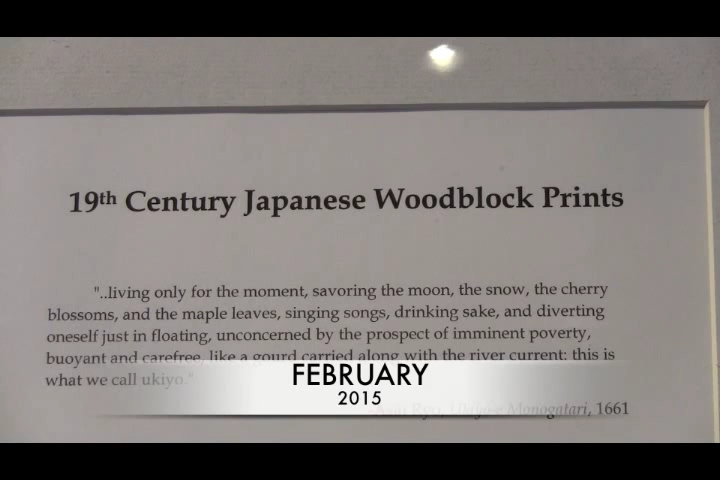 19th Century Japanese Woodblock Prints
"..living only for the moment, savoring the moon, the snow, the cherry
blossoms, and the maple leaves, singing songs, drinking sake, and diverting
oneself just in floating, unconcerned by the prospect of imminent poverty,
buoyant and carefree, like a gourd carried along with the river current: this is
what we call ukiyo."
FEBRUARY
2015
Monogatari, 1661